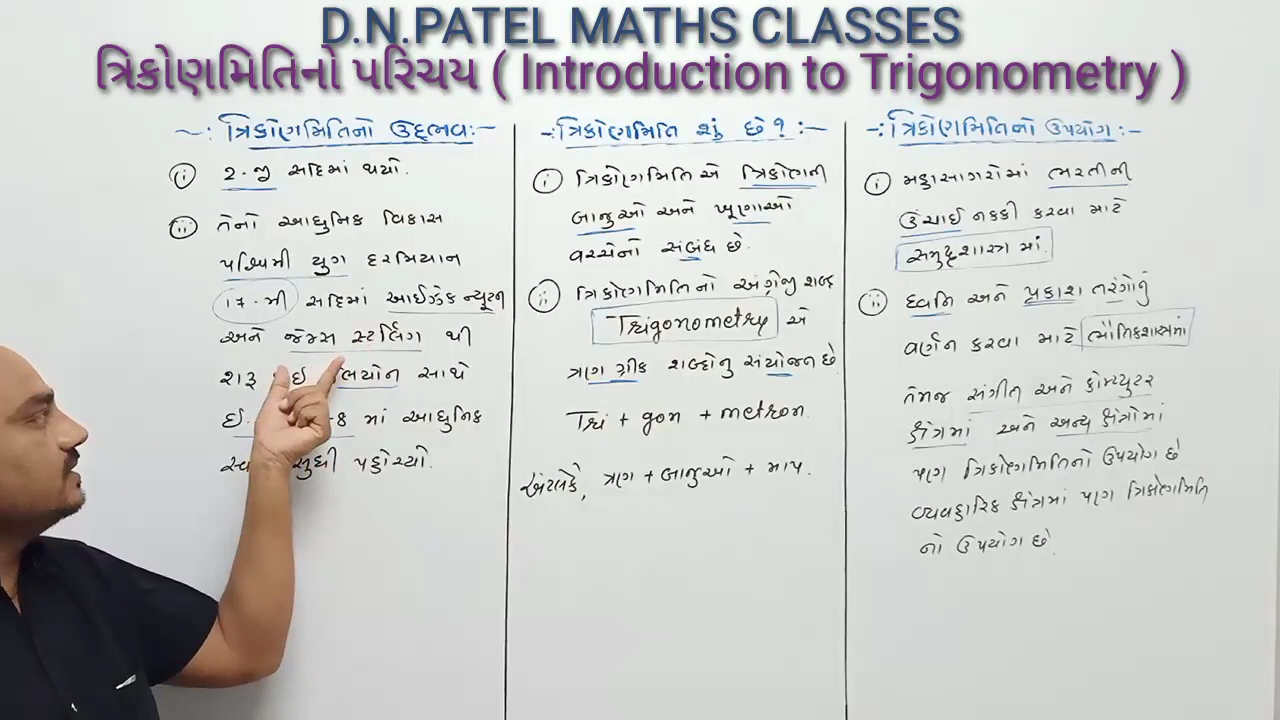 D.N.PATEL MATHS CLASSES
ત્રિકોણમિતિનો પરિચય ( Introduction to Trigonometry )
~: ત્રિકોણમિતિનો ઉદ્દભવ:-
i 2-જી સદિમાં થયો.
ii તેનો આધુનિક વિકાસ
પશ્ચિમી યુગ દરમિયાન
17-મી સદિમાં આઈઝેક ન્યૂટન
અને જેમ્સ સ્ટર્લિંગ થી
શરૂ સાથે
માં આધુનિક
સુધી પહોંચ્યો.
-: ત્રિકોણમિતિ શું છે ? :-
i ત્રિકોણમિતિ એ ત્રિકોણની
બાજુઓ અને ખૂણાઓ
વચ્ચેનો સંબંધ છે.
ii ત્રિકોણમિતિનો અંગ્રેજી શબ્દ
Trigonometry એ
ત્રણ ગ્રીક શબ્દોનુ સંયોજન છે
Tri + gon + metron.
એટલેકે, ત્રણ + બાજુઓ + માપ.
-: ત્રિકોણમિતિનો ઉપયોગ :-
i મહાસાગરોમાં ભરતીની
ઉંચાઈ નક્કી કરવા માટે
સમુદ્રશાસ્ત્ર માં.
ii ધ્વનિ અને પ્રકાશ તરંગોનું
વર્ણન કરવા માટે ભૌતિકશાસ્ત્રમાં
તેમજ સંગીત અને કોમ્પ્યુટર
ક્ષેત્રમાં અને અન્ય ક્ષેત્રોમાં
પણ ત્રિકોણમિતિનો ઉપયોગ છે
વ્યવહારિક ક્ષેત્રમાં પણ ત્રિકોણમિતિ
નો ઉપયોગ છે.